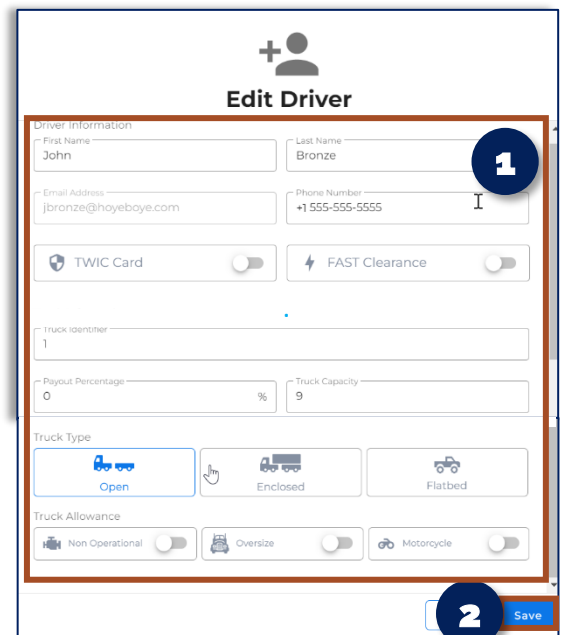 Edit Driver
Driver Information
First Name
John
Last Name
Bronze
1
Email Address
jbronze@hoyeboye.com
Phone Number
+1 555-555-5555
TWIC Card
FAST Clearance
Truck Identifier
1
Payout Percentage
0 %
Truck Capacity
9
Truck Type
Open
Enclosed
Flatbed
Truck Allowance
Non Operational
Oversize
Motorcycle
2
Save